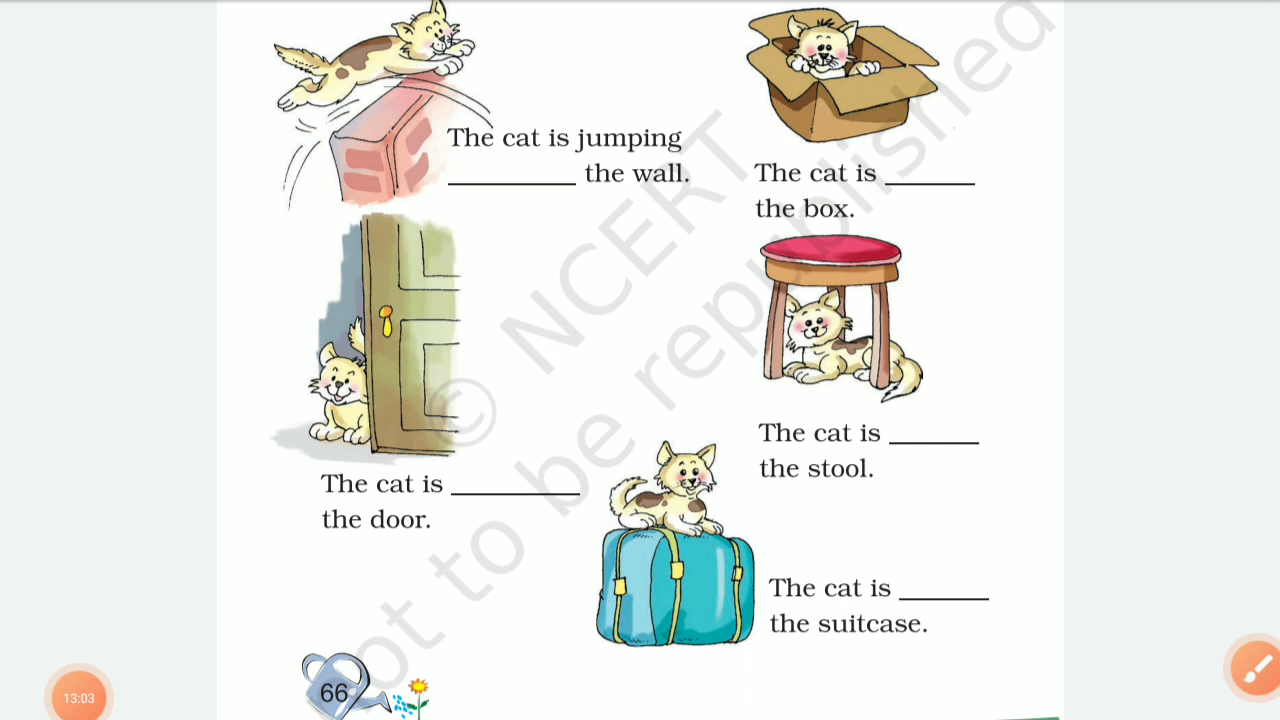 The cat is jumping
__________ the wall.
The cat is _______
the box.
The cat is __________
the door.
The cat is _______
the stool.
The cat is _______
the suitcase.
© NCERT
not to be republished
66
13:03